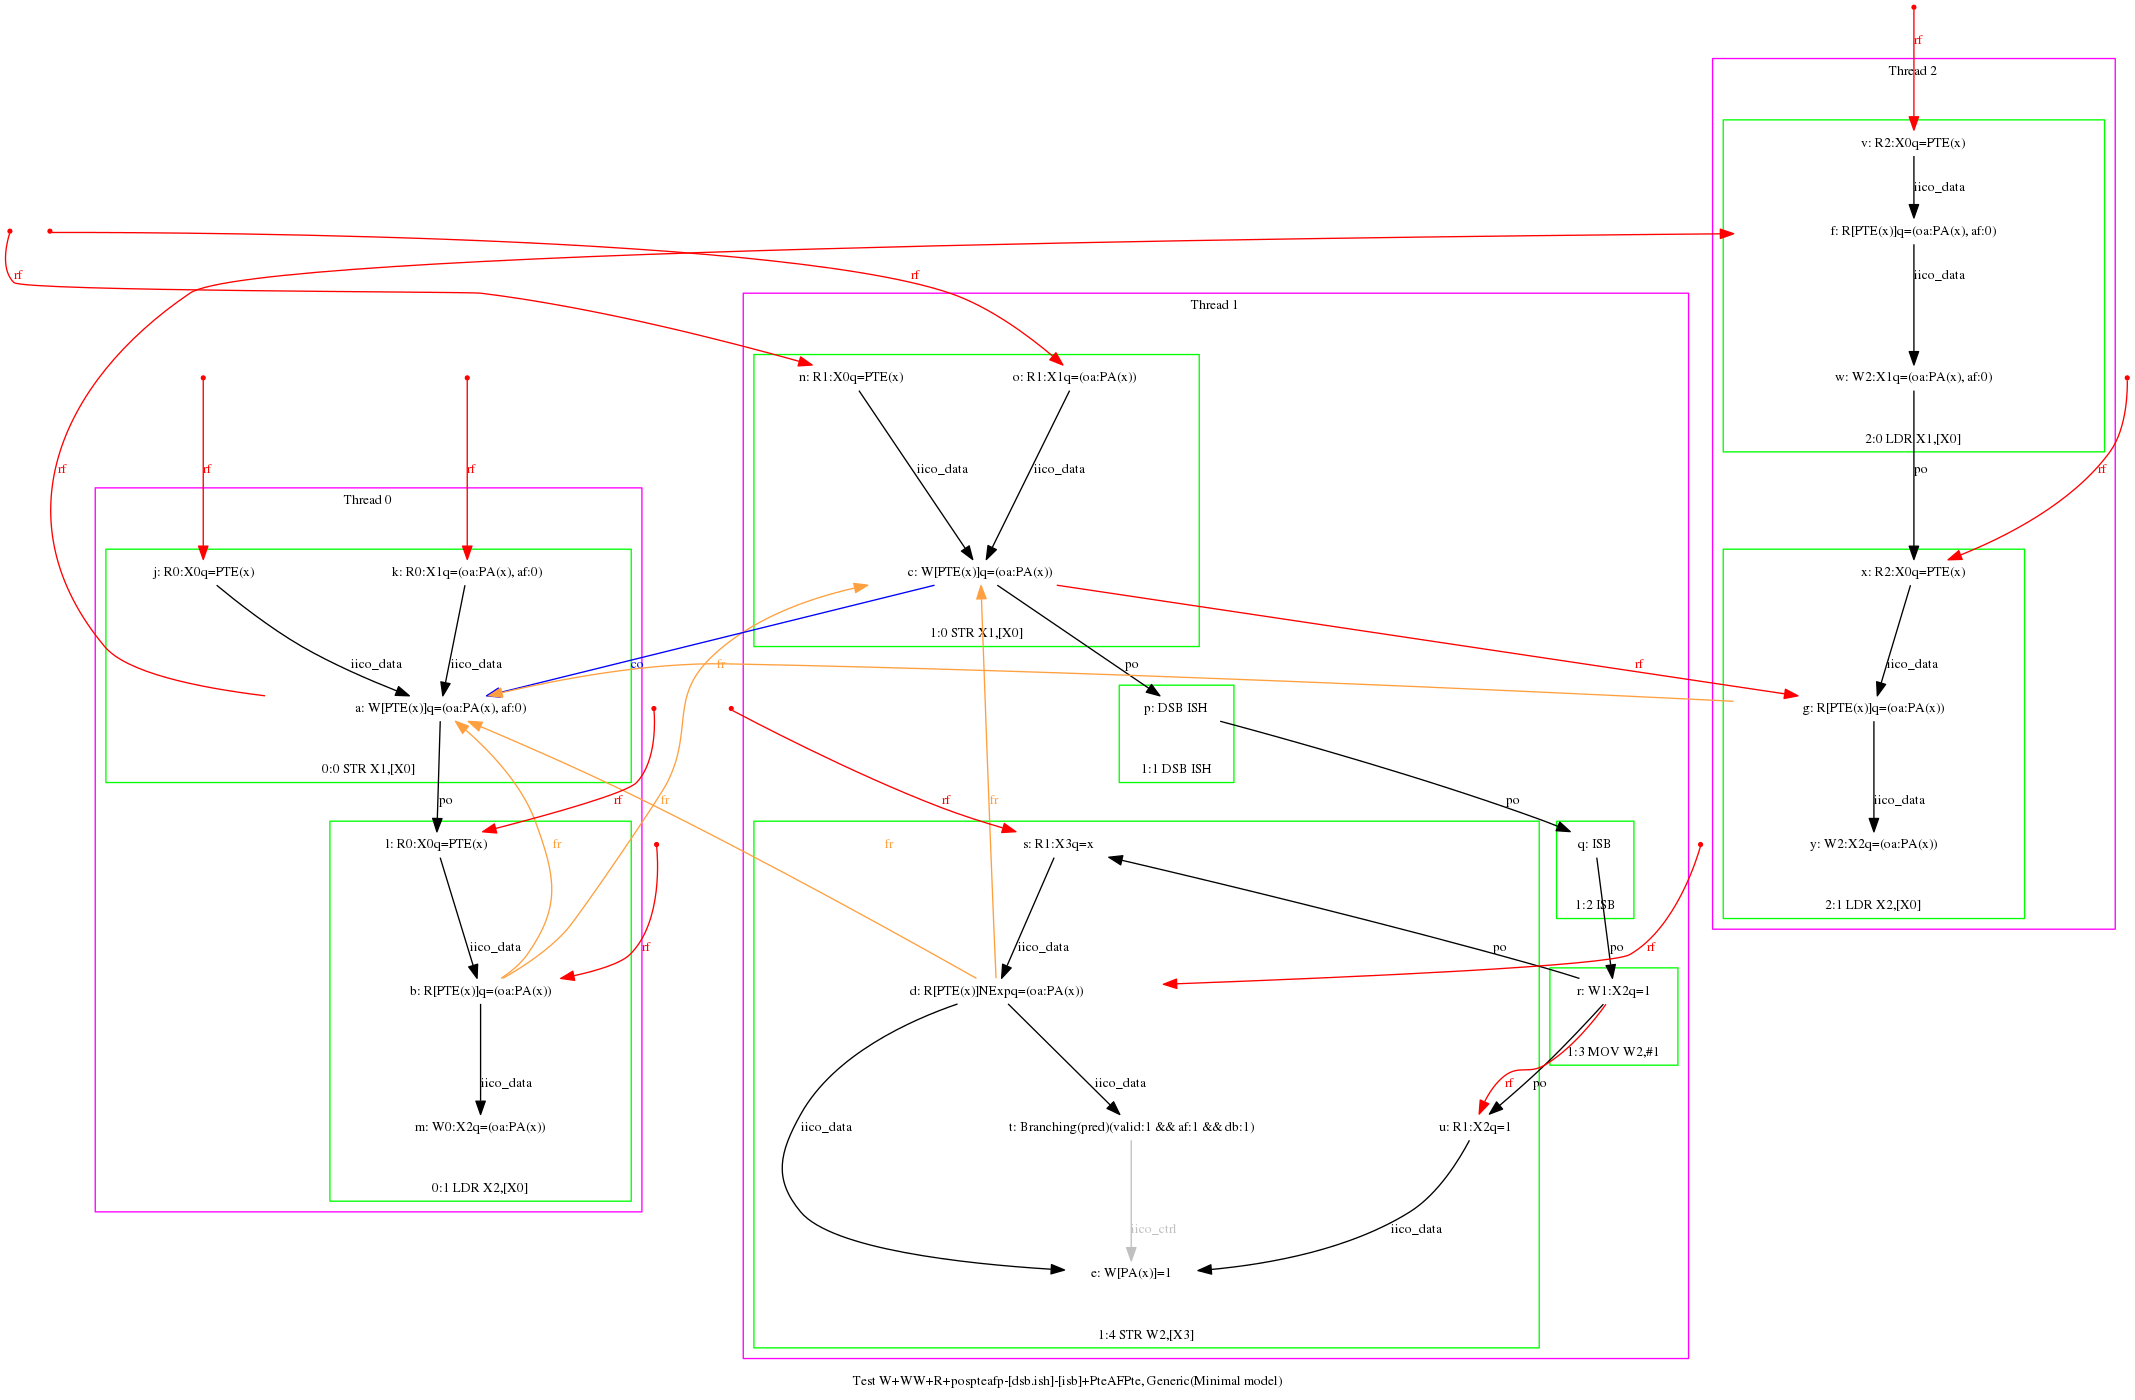 rf
Thread 2
v: R2:X0q=PTE(x)
iico_data
f: R[PTE(x)]q=(oa:PA(x), af:0)
rf
rf
iico_data
Thread 1
n: R1:X0q=PTE(x)
o: R1:X1q=(oa:PA(x))
w: W2:X1q=(oa:PA(x), af:0)
2:0 LDR X1,[X0]
rf
rf
rf
iico_data
iico_data
po
rf
Thread 0
j: R0:X0q=PTE(x)
k: R0:X1q=(oa:PA(x), af:0)
c: W[PTE(x)]q=(oa:PA(x))
x: R2:X0q=PTE(x)
1:0 STR X1,[X0]
iico_data
iico_data
co
fr
po
rf
iico_data
a: W[PTE(x)]q=(oa:PA(x), af:0)
p: DSB ISH
g: R[PTE(x)]q=(oa:PA(x))
0:0 STR X1,[X0]
1:1 DSB ISH
po
rf
fr
rf
fr
po
iico_data
l: R0:X0q=PTE(x)
fr
fr
s: R1:X3q=x
q: ISB
y: W2:X2q=(oa:PA(x))
1:2 ISB
2:1 LDR X2,[X0]
iico_data
rf
iico_data
po
po
rf
b: R[PTE(x)]q=(oa:PA(x))
d: R[PTE(x)]NExpq=(oa:PA(x))
r: W1:X2q=1
1:3 MOV W2,#1
iico_data
iico_data
rf
po
m: W0:X2q=(oa:PA(x))
iico_data
t: Branching(pred)(valid:1 && af:1 && db:1)
u: R1:X2q=1
0:1 LDR X2,[X0]
iico_ctrl
iico_data
e: W[PA(x)]=1
1:4 STR W2,[X3]
Test W+WW+R+pospteafp-[dsb.ish]-[isb]+PteAFPte, Generic(Minimal model)